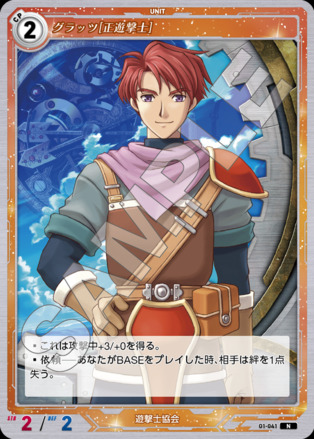 UNIT
CP
2
グラッツ[正遊撃士]
SAMPLE
• これは攻撃中+3/+0を得る。
• 依頼──あなたがBASEをプレイした時、相手は絆を1点
失う。
ATK 2 / DEF 2
遊撃士協会
01-041 N